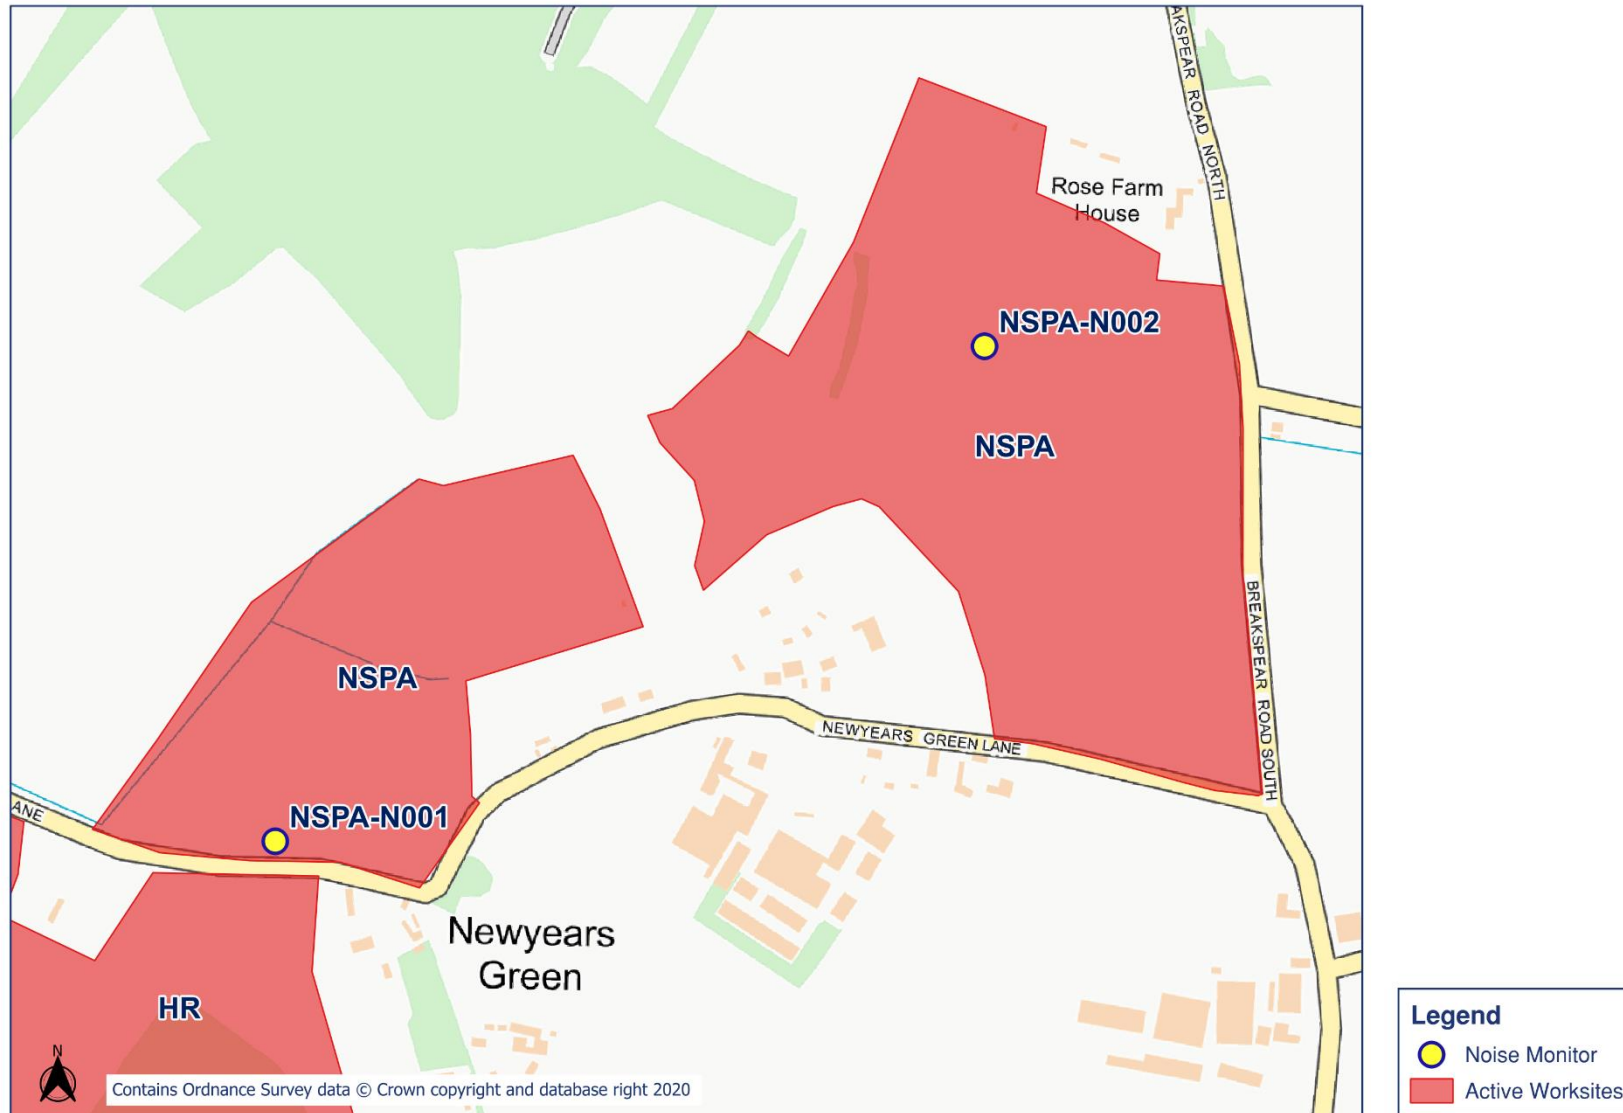 AKSPEAR ROAD NORTH
Rose Farm
House
NSPA-N002
NSPA
NSPA
BREAKSPEAR ROAD SOUTH
NEWYEARS GREEN LANE
ANE
NSPA-N001
Newyears
Green
HR
N
Contains Ordnance Survey data © Crown copyright and database right 2020
Legend
Noise Monitor
Active Worksites